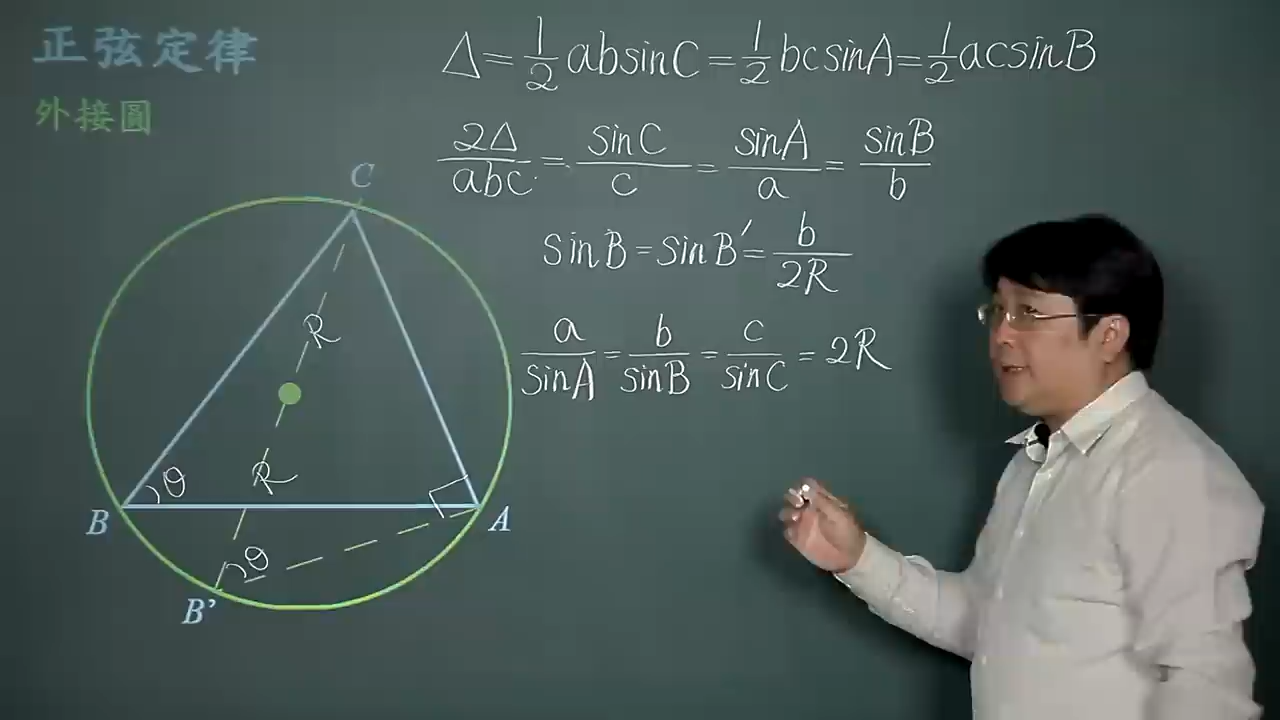 正弦定律
外接圓
Δ = 1/2 absinC = 1/2 bcsinA = 1/2 acsinB
2Δ/abc = sinC/c = sinA/a = sinB/b
sinB = sinB' = b/2R
a/sinA = b/sinB = c/sinC = 2R
C
R
R
B
θ
A
θ
B'